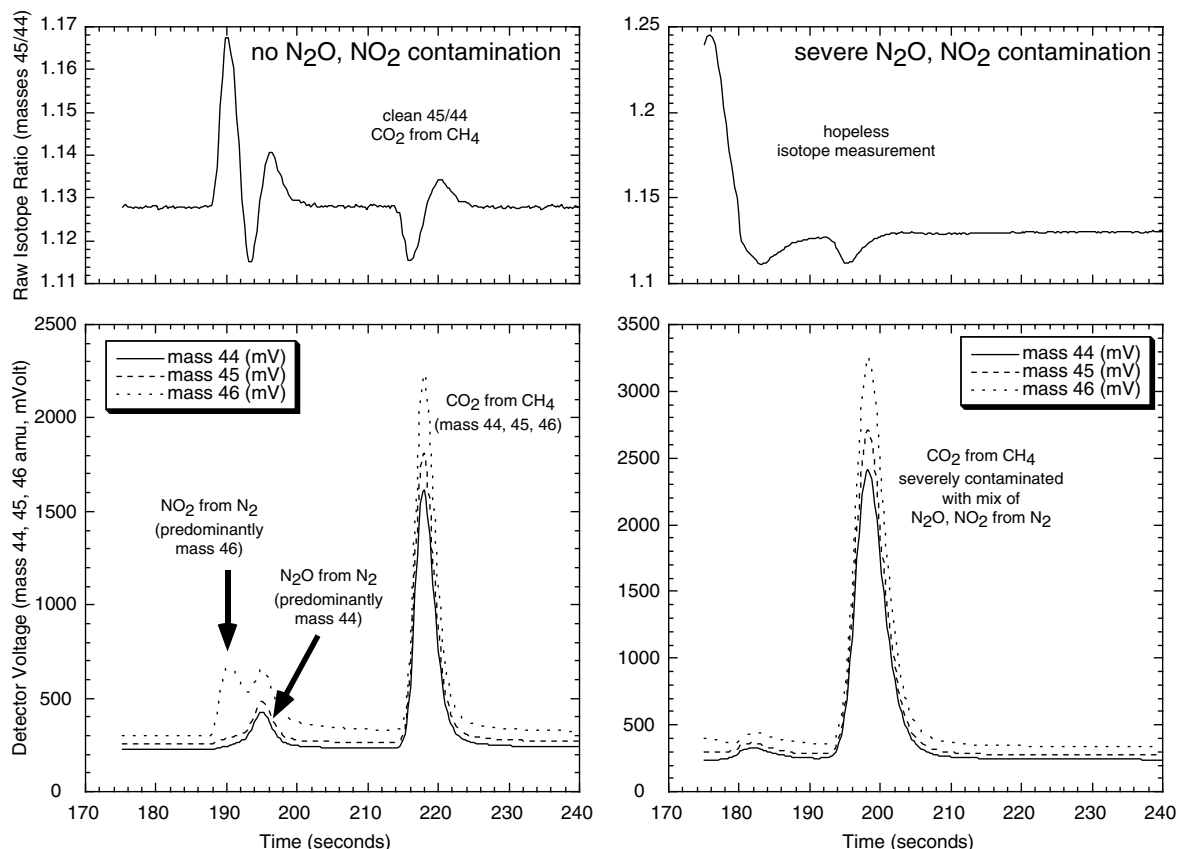 Raw Isotope Ratio (masses 45/44)
1.17
1.16
1.15
1.14
1.13
1.12
1.11
no N2O, NO2 contamination
clean 45/44
CO2 from CH4
1.25
1.2
1.15
1.1
severe N2O, NO2 contamination
hopeless
isotope measurement
Detector Voltage (mass 44, 45, 46 amu, mVolt)
2500
2000
1500
1000
500
0
mass 44 (mV)
mass 45 (mV)
mass 46 (mV)
CO2 from CH4
(mass 44, 45, 46)
NO2 from N2
(predominantly
mass 46)
N2O from N2
(predominantly
mass 44)
170 180 190 200 210 220 230 240
Time (seconds)
3500
3000
2500
2000
1500
1000
500
0
mass 44 (mV)
mass 45 (mV)
mass 46 (mV)
CO2 from CH4
severely contaminated
with mix of
N2O, NO2 from N2
170 180 190 200 210 220 230 240
Time (seconds)